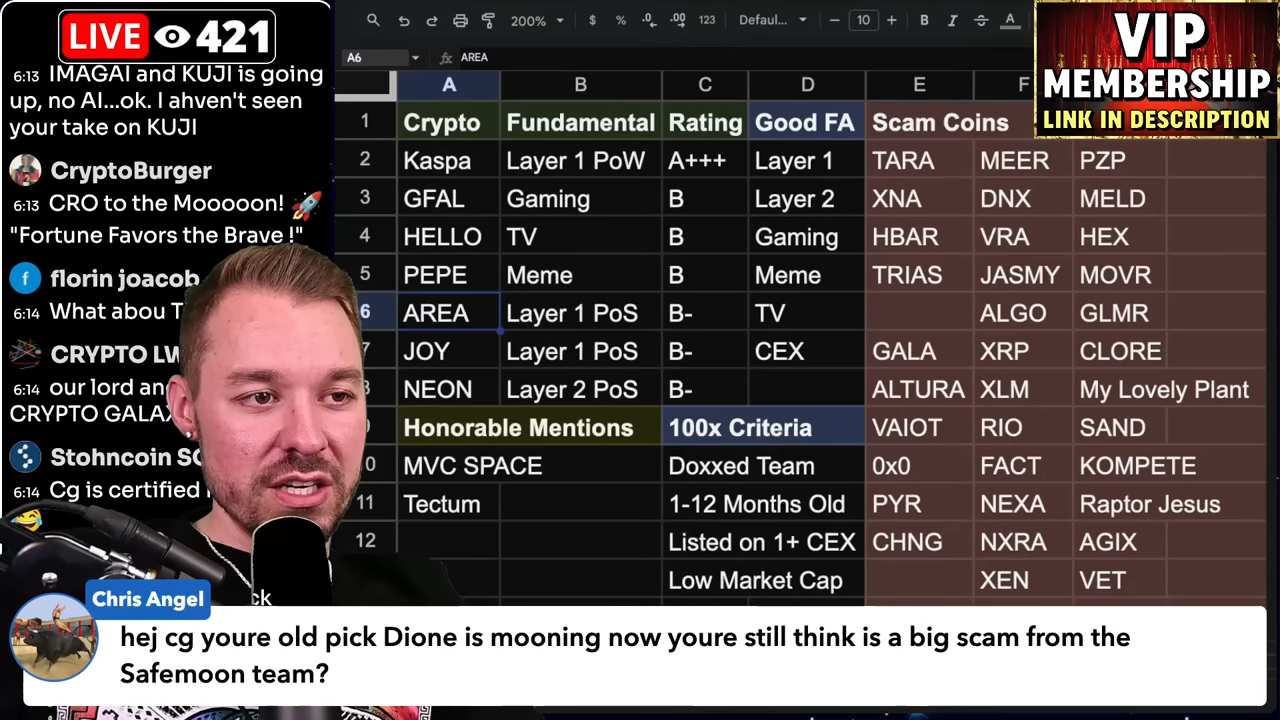 LIVE 421
6:13 IMAGAI and KUJI is going
up, no AI...ok. I ahven't seen
your take on KUJI
CryptoBurger
6:13 CRO to the Mooooon! 🚀
"Fortune Favors the Brave !"
f florin joacob
6:14 What abou T
CRYPTO LW
6:14 our lord an
CRYPTO GALAX
Stohncoin SC
6:14 Cg is certified
🤣
ck
200% $ % .0 .00 123 Defaul... 10 B I A
A6 fx AREA
A B C D E F
1 Crypto Fundamental Rating Good FA Scam Coins
2 Kaspa Layer 1 PoW A+++ Layer 1 TARA MEER PZP
3 GFAL Gaming B Layer 2 XNA DNX MELD
4 HELLO TV B Gaming HBAR VRA HEX
5 PEPE Meme B Meme TRIAS JASMY MOVR
6 AREA Layer 1 PoS B- TV ALGO GLMR
7 JOY Layer 1 PoS B- CEX GALA XRP CLORE
8 NEON Layer 2 PoS B- ALTURA XLM My Lovely Plant
Honorable Mentions 100x Criteria VAIOT RIO SAND
0 MVC SPACE Doxxed Team 0x0 FACT KOMPETE
11 Tectum 1-12 Months Old PYR NEXA Raptor Jesus
12 Listed on 1+ CEX CHNG NXRA AGIX
Low Market Cap XEN VET
VIP
MEMBERSHIP
LINK IN DESCRIPTION
Chris Angel
hej cg youre old pick Dione is mooning now youre still think is a big scam from the
Safemoon team?